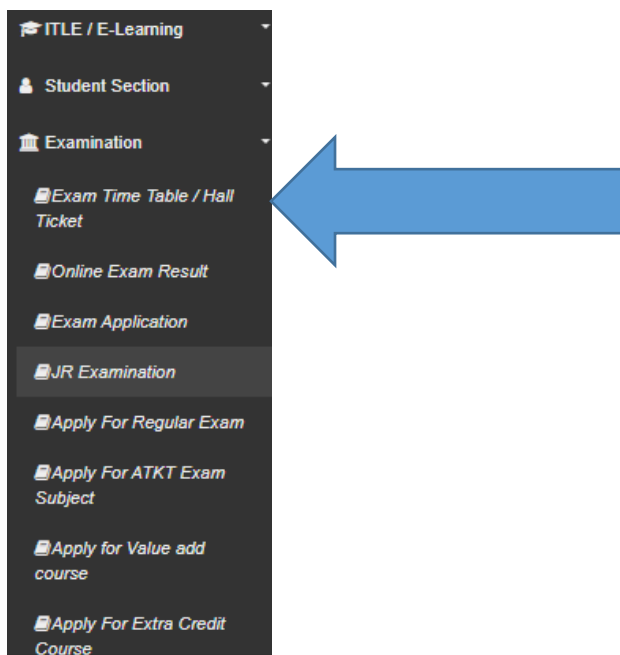 ITLE / E-Learning
Student Section
Examination
Exam Time Table / Hall
Ticket
Online Exam Result
Exam Application
JR Examination
Apply For Regular Exam
Apply For ATKT Exam
Subject
Apply for Value add
course
Apply For Extra Credit
Course